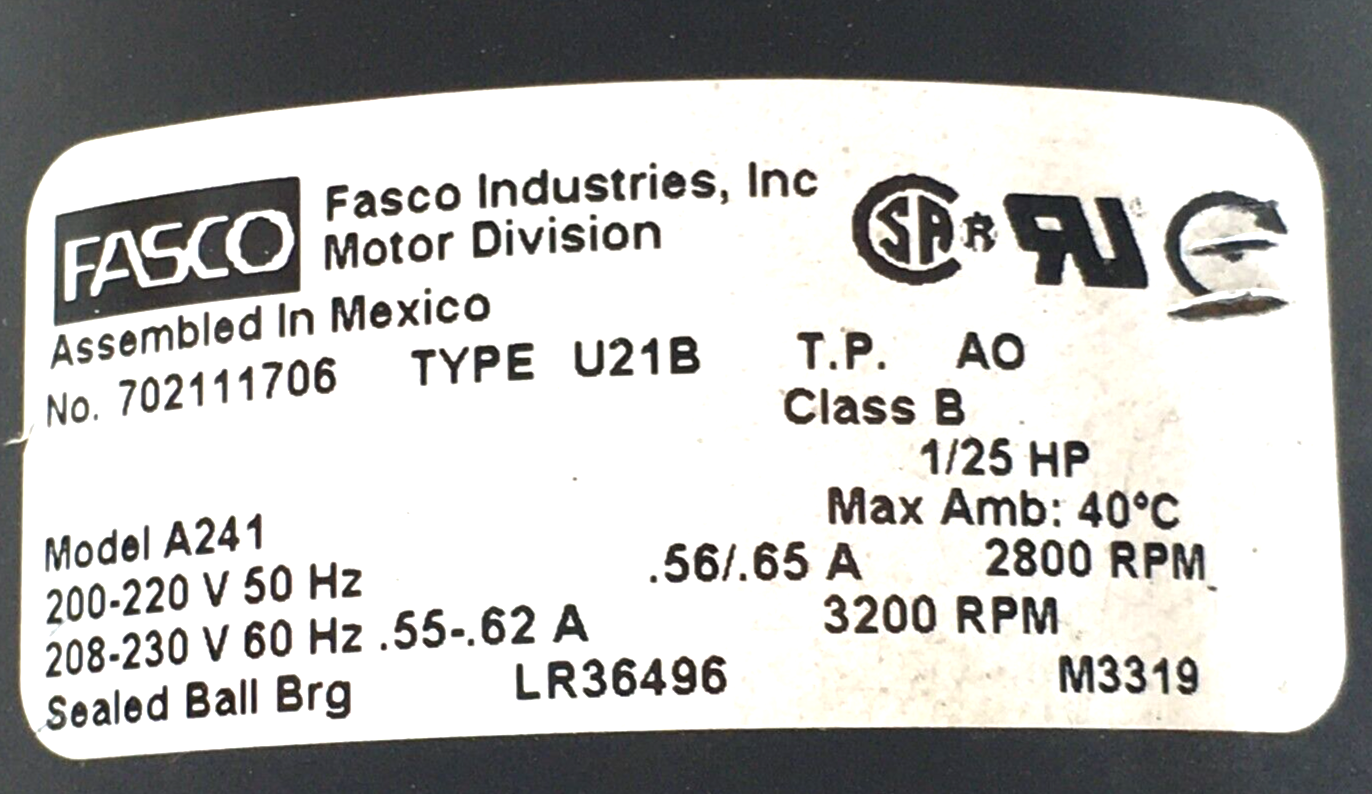 FASCO Fasco Industries, Inc
Motor Division
Assembled In Mexico
No. 702111706 TYPE U21B T.P. AO
Class B
1/25 HP
Max Amb: 40°C
Model A241
200-220 V 50 Hz .56/.65 A 2800 RPM
208-230 V 60 Hz .55-.62 A 3200 RPM
Sealed Ball Brg LR36496 M3319